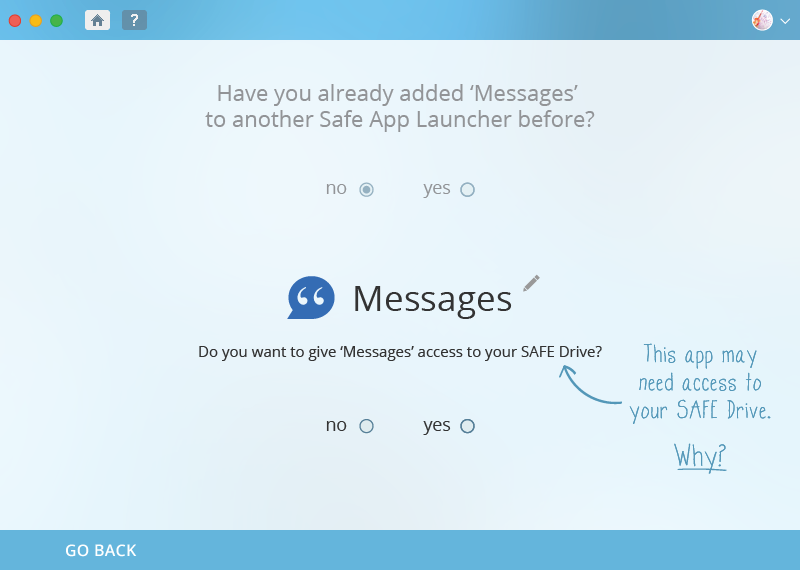 ?
Have you already added ‘Messages’
to another Safe App Launcher before?
no yes
Messages
Do you want to give ‘Messages’ access to your SAFE Drive?
This app may
need access to
your SAFE Drive.
Why?
no yes
GO BACK